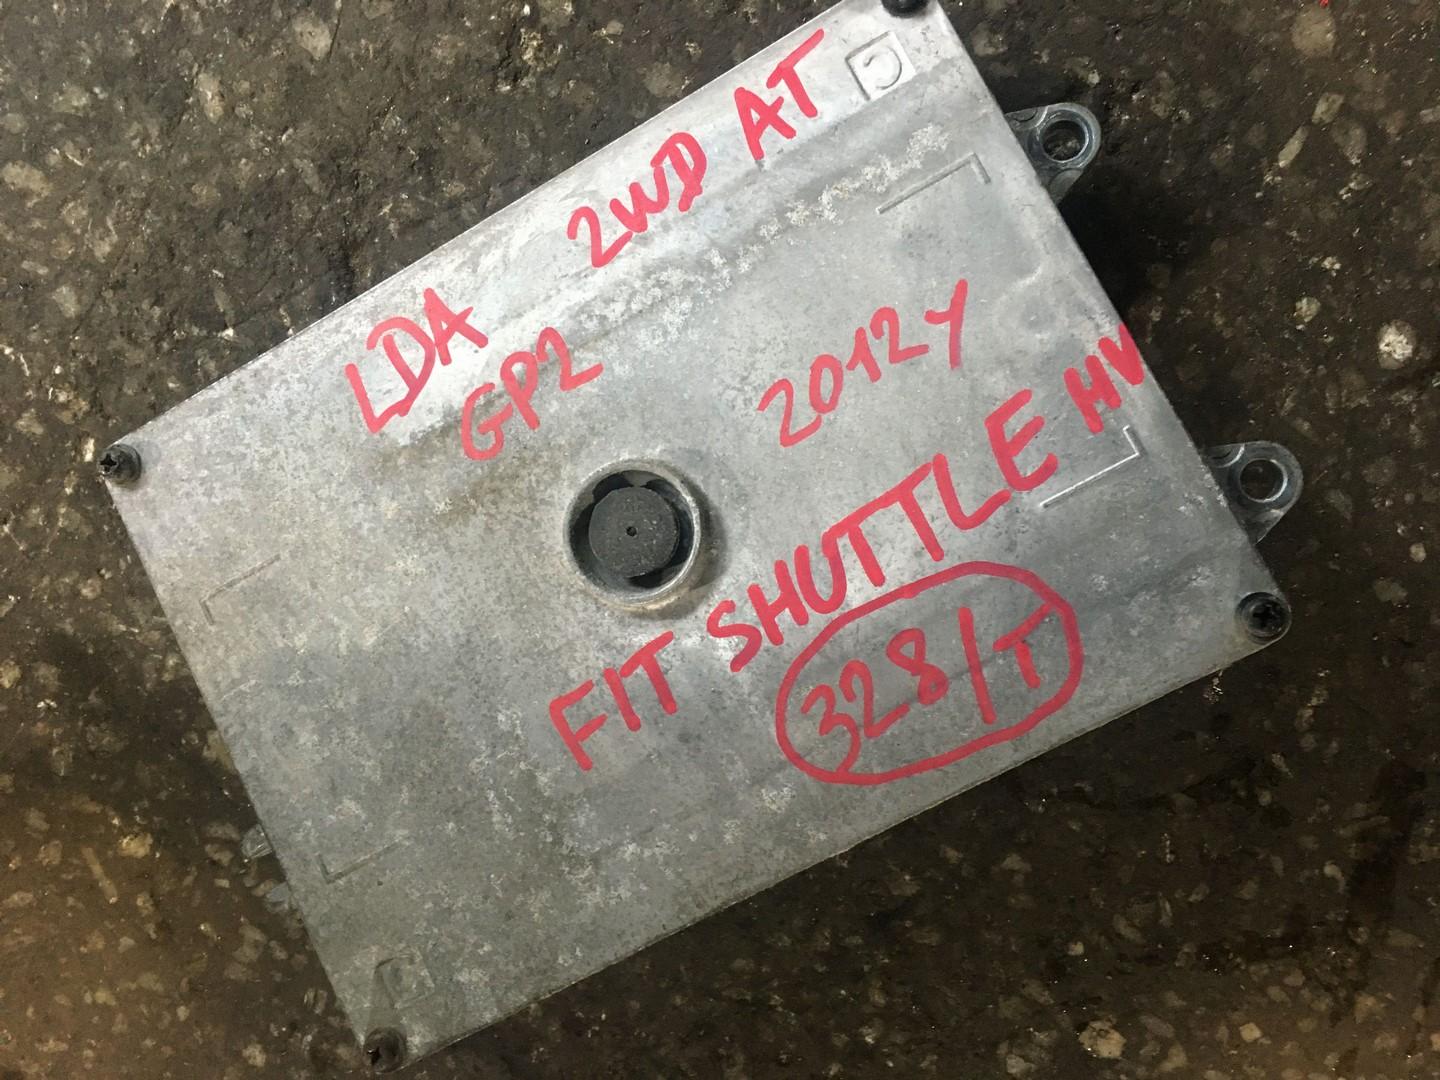 LDA 2WD AT
GP2 2012y
FIT SHUTTLE HV
328/T